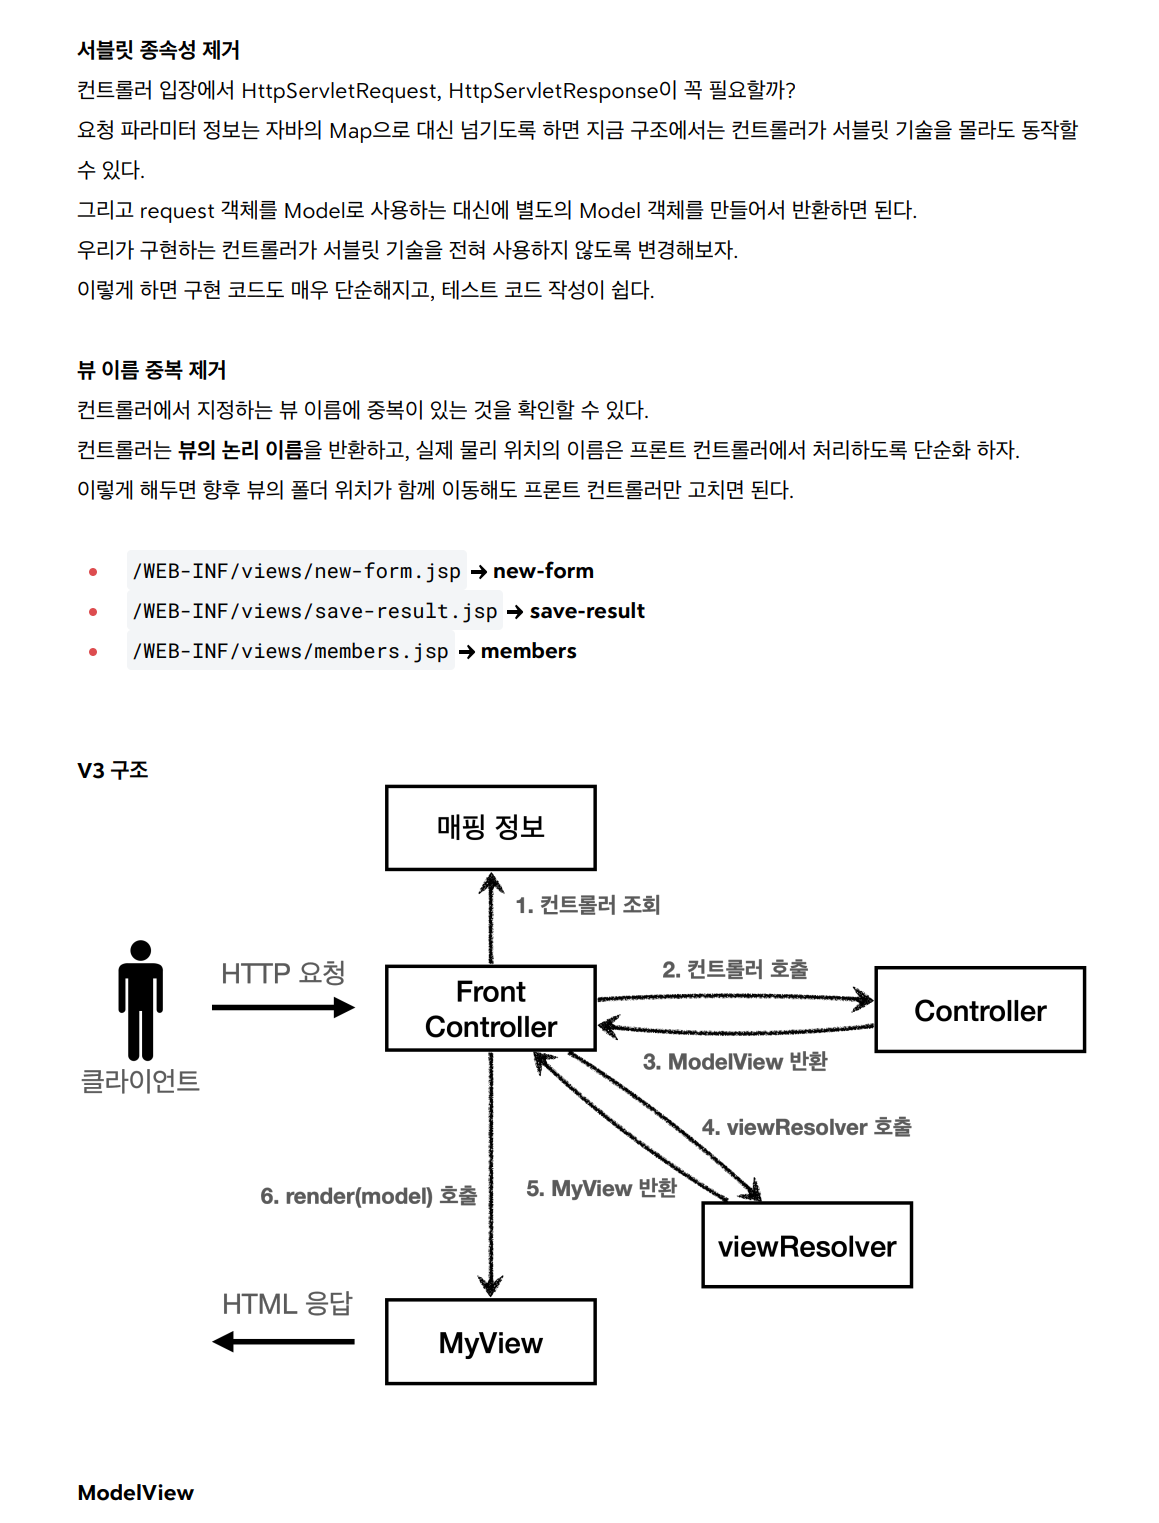 서블릿 종속성 제거
컨트롤러 입장에서 HttpServletRequest, HttpServletResponse이 꼭 필요할까?
요청 파라미터 정보는 자바의 Map으로 대신 넘기도록 하면 지금 구조에서는 컨트롤러가 서블릿 기술을 몰라도 동작할
수 있다.
그리고 request 객체를 Model로 사용하는 대신에 별도의 Model 객체를 만들어서 반환하면 된다.
우리가 구현하는 컨트롤러가 서블릿 기술을 전혀 사용하지 않도록 변경해보자.
이렇게 하면 구현 코드도 매우 단순해지고, 테스트 코드 작성이 쉽다.
뷰 이름 중복 제거
컨트롤러에서 지정하는 뷰 이름에 중복이 있는 것을 확인할 수 있다.
컨트롤러는 뷰의 논리 이름을 반환하고, 실제 물리 위치의 이름은 프론트 컨트롤러에서 처리하도록 단순화 하자.
이렇게 해두면 향후 뷰의 폴더 위치가 함께 이동해도 프론트 컨트롤러만 고치면 된다.
• /WEB-INF/views/new-form.jsp → new-form
• /WEB-INF/views/save-result.jsp → save-result
• /WEB-INF/views/members.jsp → members
V3 구조
매핑 정보
1. 컨트롤러 조회
HTTP 요청
Front
Controller
2. 컨트롤러 호출
Controller
3. ModelView 반환
클라이언트
4. viewResolver 호출
5. MyView 반환
6. render(model) 호출
viewResolver
HTML 응답
MyView
ModelView